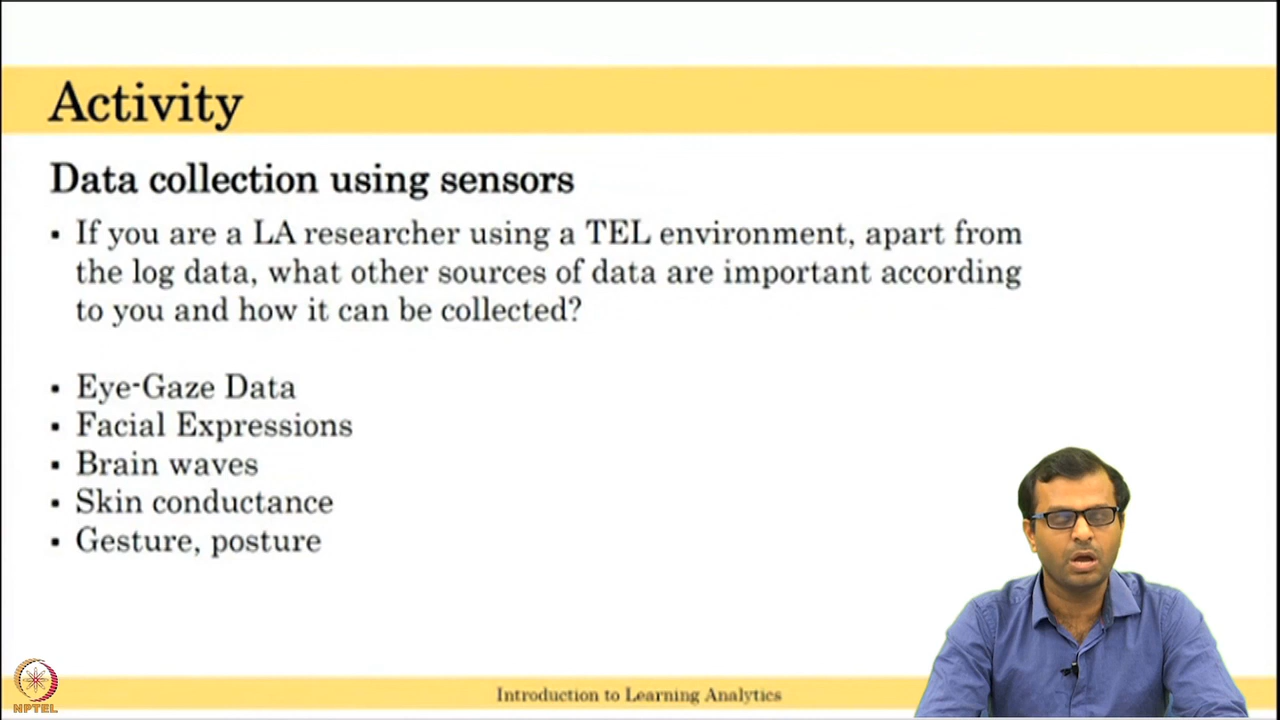 Activity
Data collection using sensors
▪ If you are a LA researcher using a TEL environment, apart from
the log data, what other sources of data are important according
to you and how it can be collected?
▪ Eye-Gaze Data
▪ Facial Expressions
▪ Brain waves
▪ Skin conductance
▪ Gesture, posture
NPTEL
Introduction to Learning Analytics